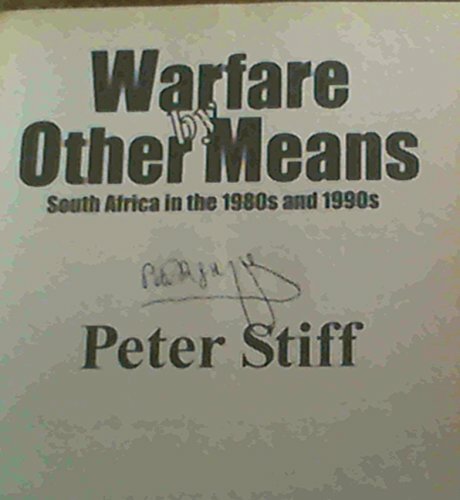 Warfare
by
Other Means
South Africa in the 1980s and 1990s
Peter Stiff